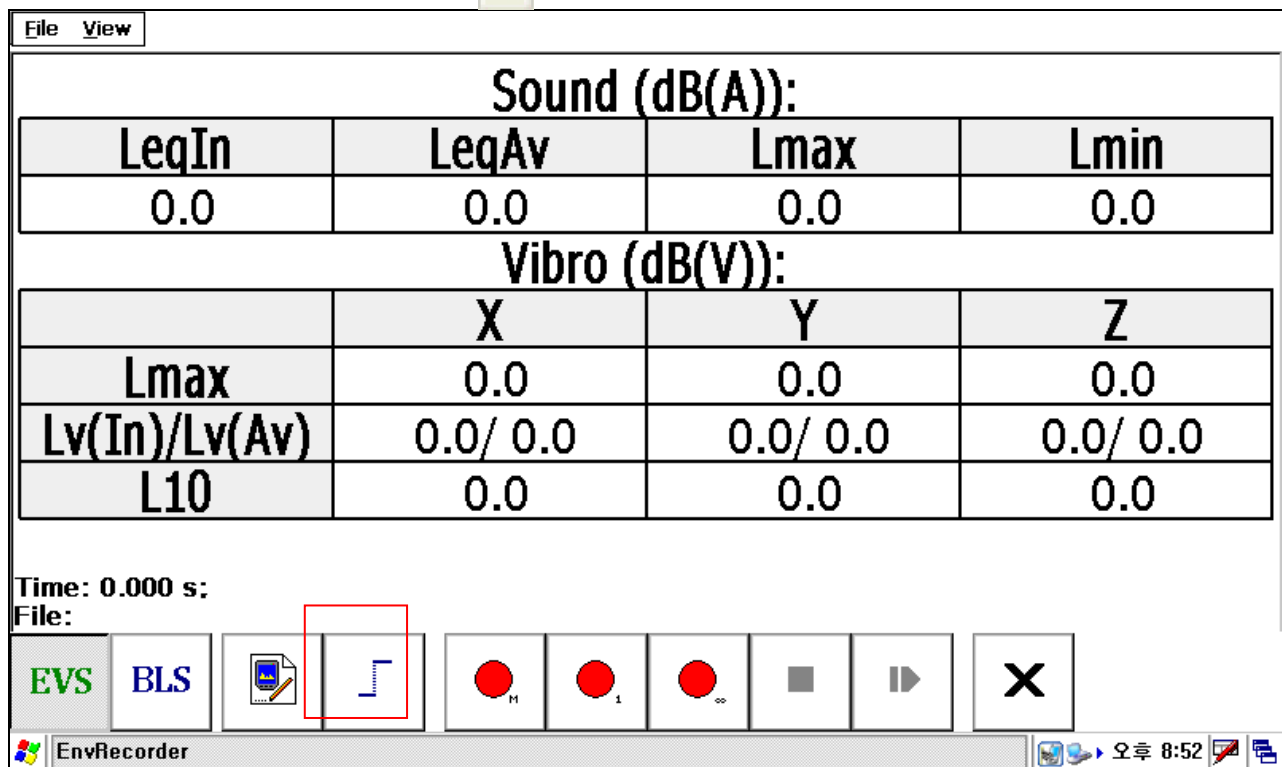 File View
Sound (dB(A)):
LeqIn LeqAv Lmax Lmin
0.0 0.0 0.0 0.0
Vibro (dB(V)):
X Y Z
Lmax 0.0 0.0 0.0
Lv(In)/Lv(Av) 0.0/ 0.0 0.0/ 0.0 0.0/ 0.0
L10 0.0 0.0 0.0
Time: 0.000 s;
File:
EVS BLS M 1 ∞ X
EnvRecorder 오후 8:52